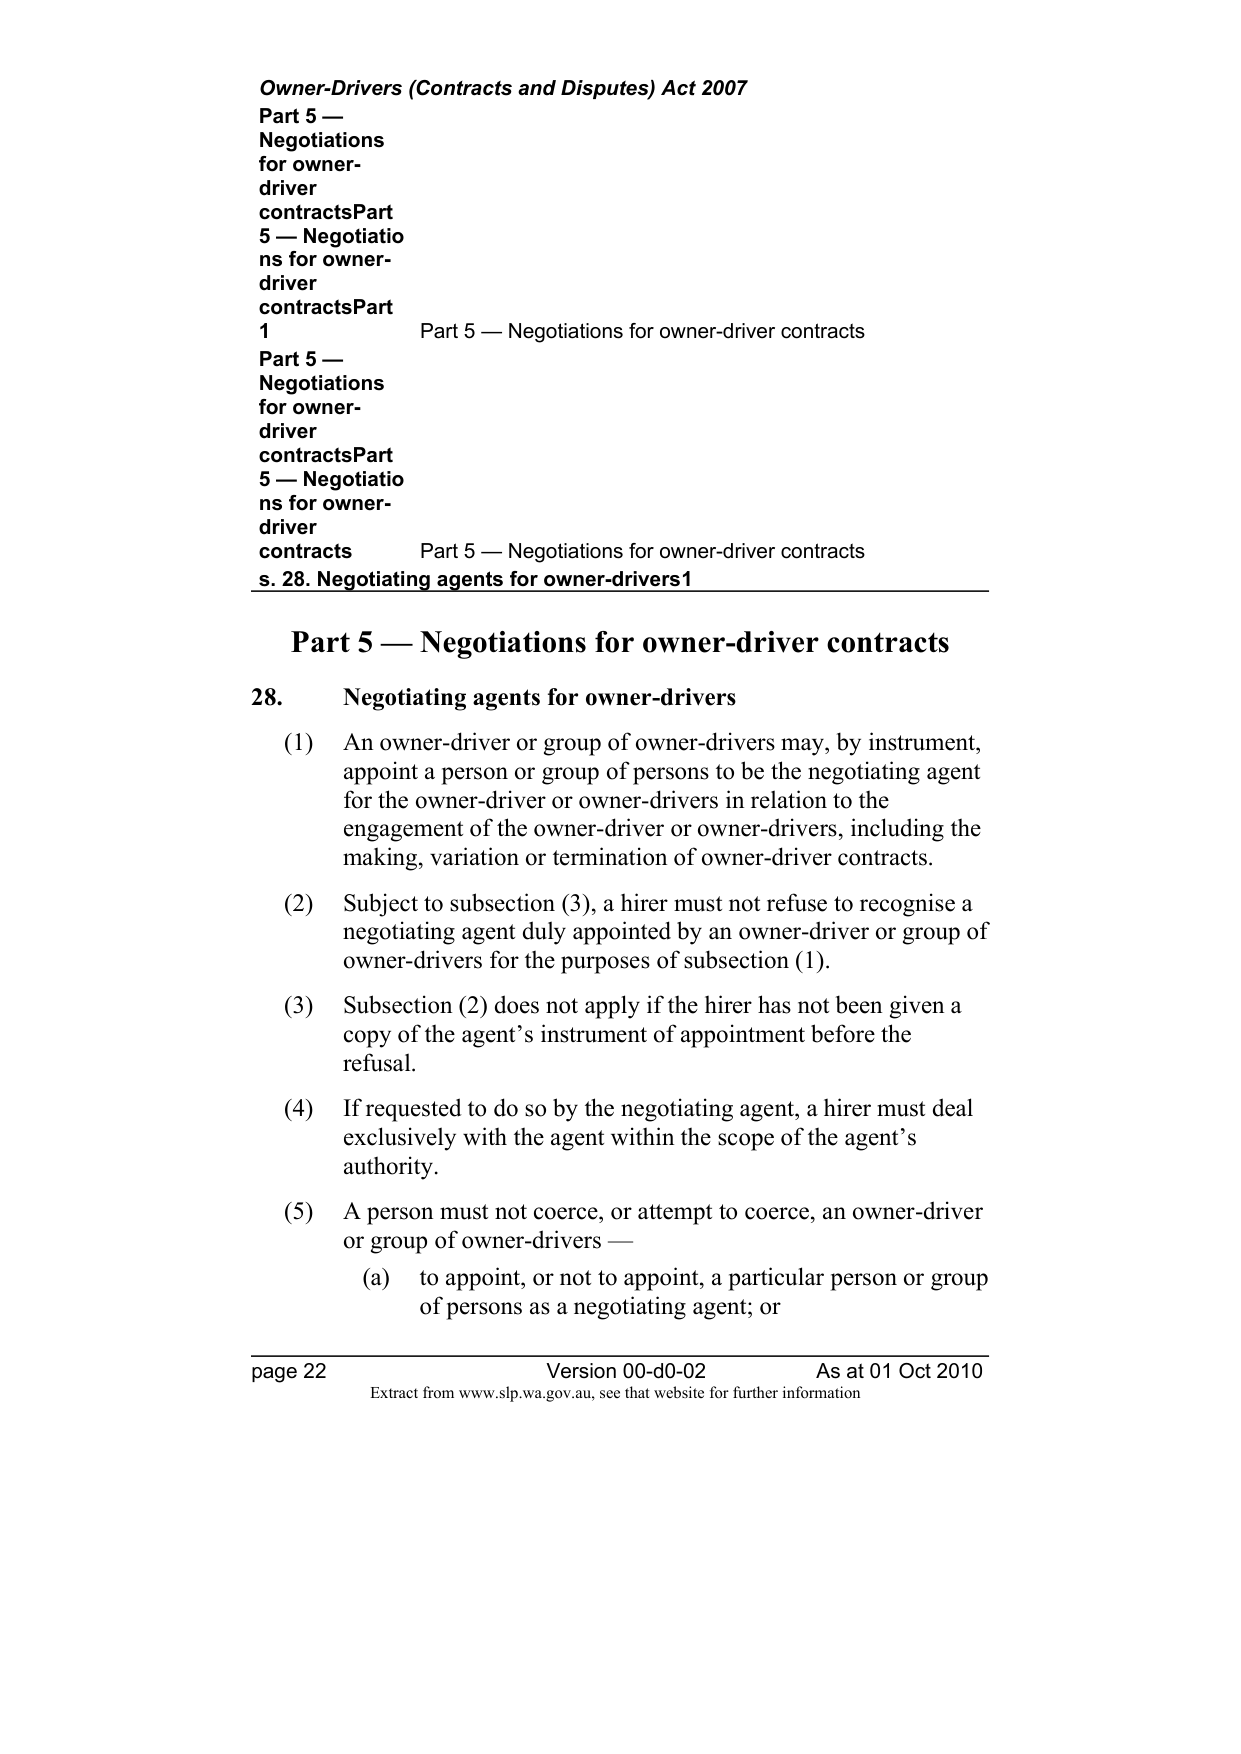 Owner-Drivers (Contracts and Disputes) Act 2007
Part 5 —
Negotiations
for owner-
driver
contractsPart
5 — Negotiatio
ns for owner-
driver
contractsPart
1 Part 5 — Negotiations for owner-driver contracts
Part 5 —
Negotiations
for owner-
driver
contractsPart
5 — Negotiatio
ns for owner-
driver
contracts Part 5 — Negotiations for owner-driver contracts
s. 28. Negotiating agents for owner-drivers1
Part 5 — Negotiations for owner-driver contracts
28. Negotiating agents for owner-drivers
(1) An owner-driver or group of owner-drivers may, by instrument,
appoint a person or group of persons to be the negotiating agent
for the owner-driver or owner-drivers in relation to the
engagement of the owner-driver or owner-drivers, including the
making, variation or termination of owner-driver contracts.
(2) Subject to subsection (3), a hirer must not refuse to recognise a
negotiating agent duly appointed by an owner-driver or group of
owner-drivers for the purposes of subsection (1).
(3) Subsection (2) does not apply if the hirer has not been given a
copy of the agent’s instrument of appointment before the
refusal.
(4) If requested to do so by the negotiating agent, a hirer must deal
exclusively with the agent within the scope of the agent’s
authority.
(5) A person must not coerce, or attempt to coerce, an owner-driver
or group of owner-drivers —
(a) to appoint, or not to appoint, a particular person or group
of persons as a negotiating agent; or
page 22 Version 00-d0-02 As at 01 Oct 2010
Extract from www.slp.wa.gov.au, see that website for further information